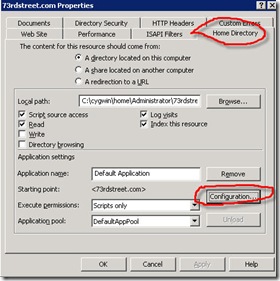 73rdstreet.com Properties
Documents Directory Security HTTP Headers Custom Errors
Web Site Performance ISAPI Filters Home Directory
The content for this resource should come from:
A directory located on this computer
A share located on another computer
A redirection to a URL
Local path: C:\cygwin\home\Administrator\73rdstre Browse...
Script source access Log visits
Read Index this resource
Write
Directory browsing
Application settings
Application name: Default Application Remove
Starting point: <73rdstreet.com> Configuration...
Execute permissions: Scripts only
Application pool: DefaultAppPool Unload
OK Cancel Apply Help